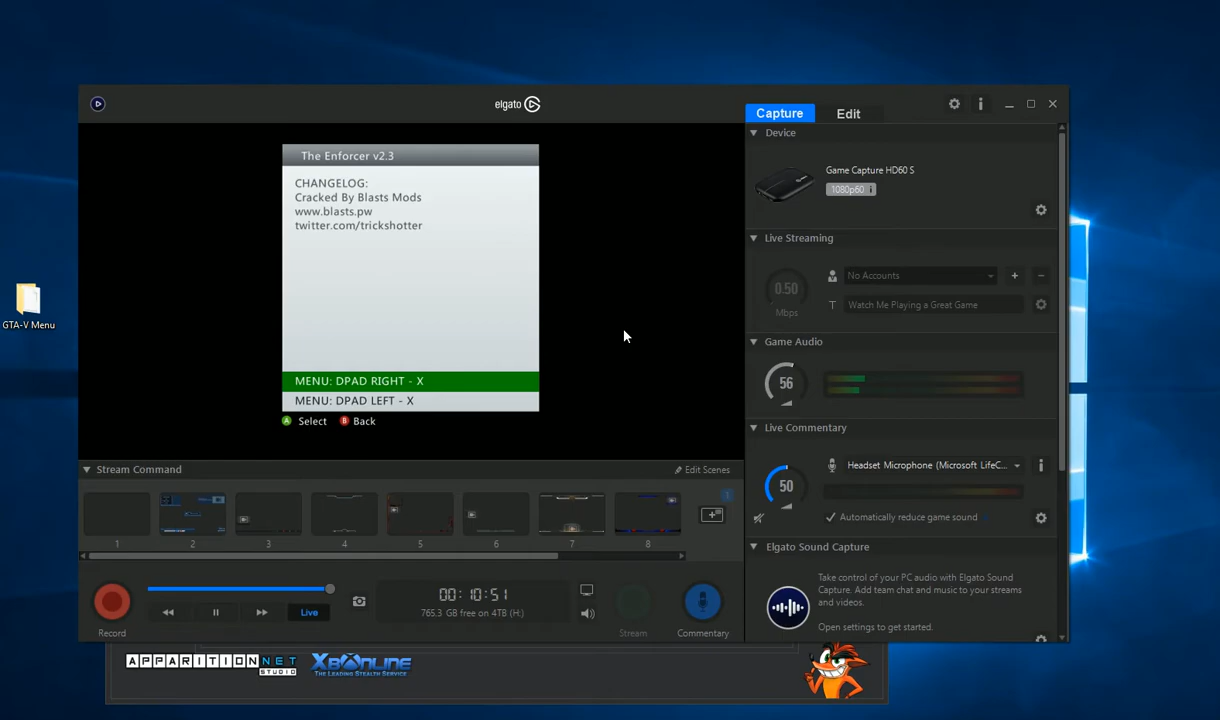 elgato
Capture
Edit
The Enforcer v2.3
CHANGELOG:
Cracked By Blasts Mods
www.blasts.pw
twitter.com/trickshotter
MENU: DPAD RIGHT - X
MENU: DPAD LEFT - X
A Select B Back
GTA-V Menu
Device
Game Capture HD60 S
1080p60 i
Live Streaming
0.50
Mbps
No Accounts
T Watch Me Playing a Great Game
Game Audio
56
Live Commentary
Headset Microphone (Microsoft LifeC...
50
Automatically reduce game sound
Elgato Sound Capture
Take control of your PC audio with Elgato Sound
Capture. Add team chat and music to your streams
and videos.
Open settings to get started.
Stream Command
Edit Scenes
1
1 2 3 4 5 6 7 8
Live
00:10:51
765.3 GB free on 4TB (H:)
Record
Stream
Commentary
APPARITIONNET
STUDIO
XBONLINE
THE LEADING STEALTH SERVICE